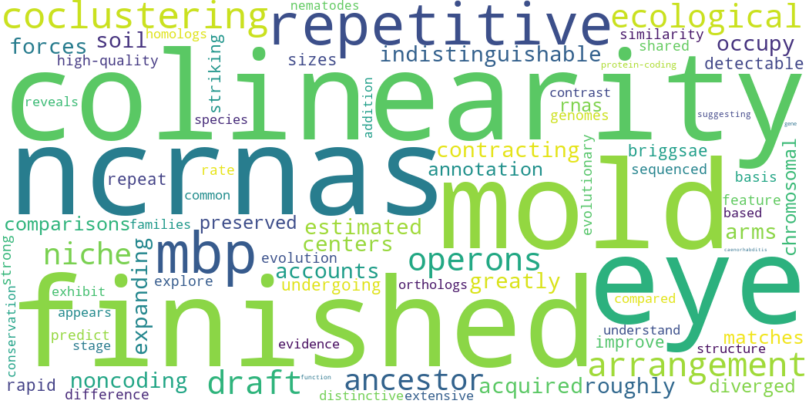 nematodes
coclustering repetitive ecological
homologs similarity
forces soil striking indistinguishable shared occupy
high-quality sizes detectable
colinearity
reveals species addition contrast rnas genomes protein-coding suggesting gene
ncrnas mold eye
repeat rate common contracting annotation evolutionary briggsae sequenced basis chromosomal
feature based
comparisons families preserved estimated centers arms
Strong niche mbp evolution operons caenorhabditis
expanding explore accounts undergoing orthologs greatly
conservation exhibit finished compared
appears understand
predict stage evidence improve matches structure
rapid noncoding draft function ancestor acquired roughly arrangement diverged
difference distinctive extensive